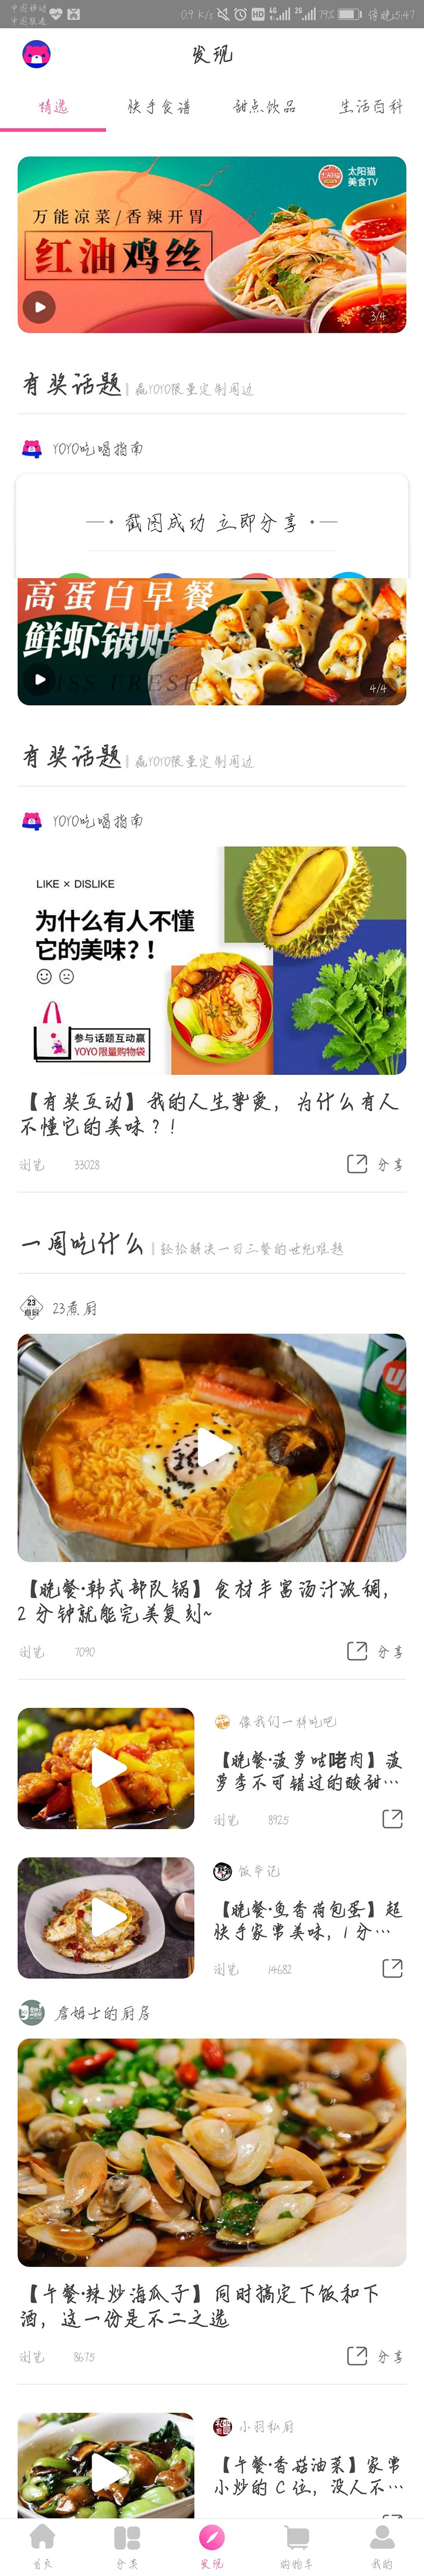 中国移动
中国联通
0.9 K/s
HD
4G
2G
79%
傍晚5:47
发现
精选
快手食谱
甜点饮品
生活百科
太阳猫
美食TV
万能凉菜/香辣开胃
红油鸡丝
3/4
有奖话题
赢YOYO限量定制周边
YOYO吃喝指南
截图成功 立即分享
高蛋白早餐
鲜虾锅贴
MISS FRESH
4/4
有奖话题
赢YOYO限量定制周边
YOYO吃喝指南
LIKE × DISLIKE
为什么有人不懂
它的美味?！
参与话题互动赢
YOYO限量购物袋
【有奖互动】我的人生挚爱，为什么有人
不懂它的美味？！
浏览 33028
分享
一周吃什么
轻松解决一日三餐的世纪难题
23煮厨
7up
【晚餐·韩式部队锅】食材丰富汤汁浓稠，
2 分钟就能完美复刻~
浏览 7090
分享
像我们一样吃吧
【晚餐·菠萝咕咾肉】菠
萝季不可错过的酸甜…
浏览 8925
饭辛记
【晚餐·鱼香荷包蛋】超
快手家常美味，1 分…
浏览 14682
詹姆士的厨房
【午餐·辣炒海瓜子】同时搞定下饭和下
酒，这一份是不二之选
浏览 8675
分享
小羽私厨
【午餐·香菇油菜】家常
小炒的 C 位，没人不…
首页
分类
发现
购物车
我的